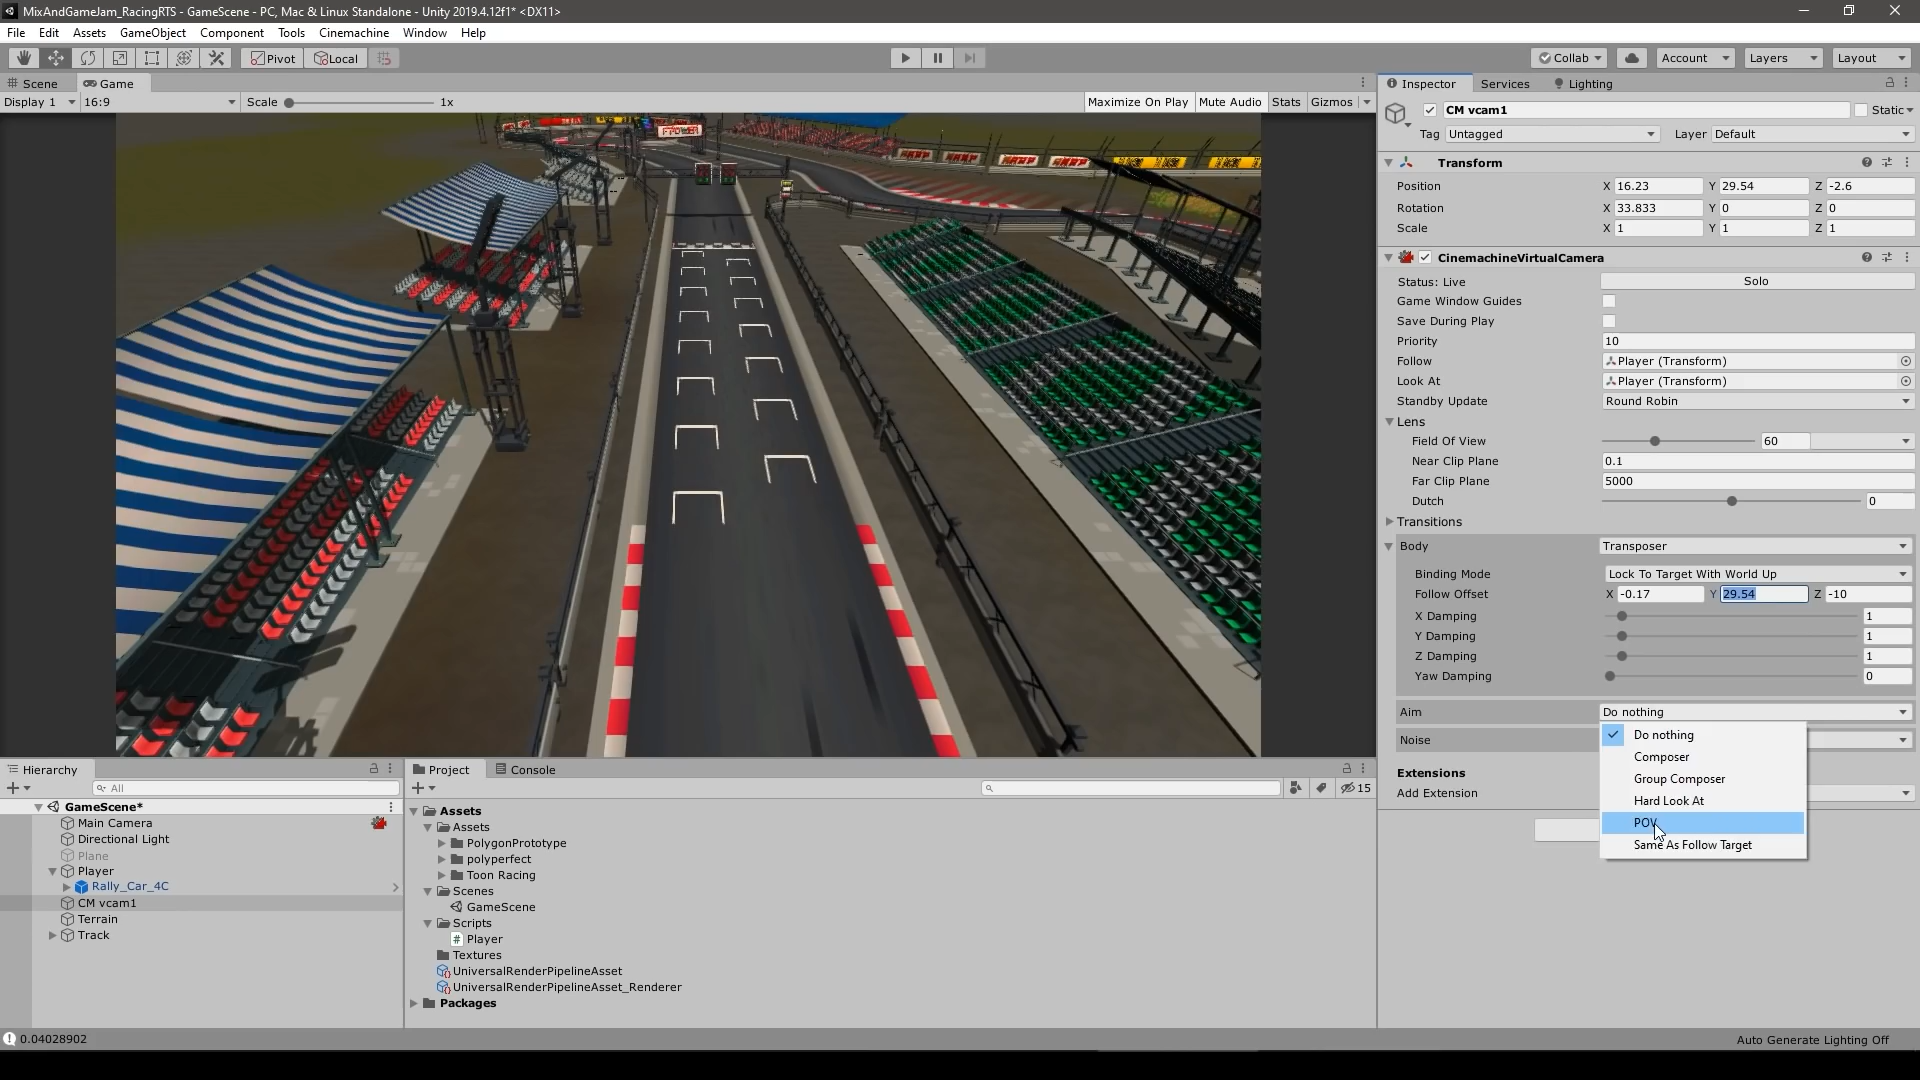 MixAndGameJam_RacingRTS - GameScene - PC, Mac & Linux Standalone - Unity 2019.4.12f1* <DX11>
File Edit Assets GameObject Component Tools Cinemachine Window Help
Pivot Local Collab Account Layers Layout
Scene Game
Display 1 16:9 Scale 1x Maximize On Play Mute Audio Stats Gizmos
Inspector Services Lighting
CM vcam1 Static
Tag Untagged Layer Default
Transform
Position X 16.23 Y 29.54 Z -2.6
Rotation X 33.833 Y 0 Z 0
Scale X 1 Y 1 Z 1
CinemachineVirtualCamera
Status: Live Solo
Game Window Guides
Save During Play
Priority 10
Follow Player (Transform)
Look At Player (Transform)
Standby Update Round Robin
Lens
Field Of View 60
Near Clip Plane 0.1
Far Clip Plane 5000
Dutch 0
Transitions
Body Transposer
Binding Mode Lock To Target With World Up
Follow Offset X -0.17 Y 29.54 Z -10
X Damping 1
Y Damping 1
Z Damping 1
Yaw Damping 0
Aim Do nothing
Noise
Do nothing
Composer
Group Composer
Hard Look At
POV
Same As Follow Target
Extensions
Add Extension
Hierarchy
All
GameScene*
Main Camera
Directional Light
Plane
Player
Rally_Car_4C
CM vcam1
Terrain
Track
Project Console
15
Assets
Assets
PolygonPrototype
polyperfect
Toon Racing
Scenes
GameScene
Scripts
# Player
Textures
UniversalRenderPipelineAsset
UniversalRenderPipelineAsset_Renderer
Packages
0.04028902
Auto Generate Lighting Off